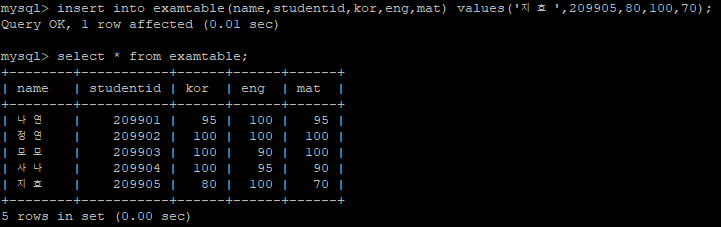 mysql> insert into examtable(name,studentid,kor,eng,mat) values('지효',209905,80,100,70);
Query OK, 1 row affected (0.01 sec)
mysql> select * from examtable;
+--------+-----------+------+------+------+
| name   | studentid | kor  | eng  | mat  |
+--------+-----------+------+------+------+
| 나연   |    209901 |   95 |  100 |   95 |
| 정연   |    209902 |  100 |  100 |  100 |
| 모모   |    209903 |  100 |   90 |  100 |
| 사나   |    209904 |  100 |   95 |   90 |
| 지효   |    209905 |   80 |  100 |   70 |
+--------+-----------+------+------+------+
5 rows in set (0.00 sec)